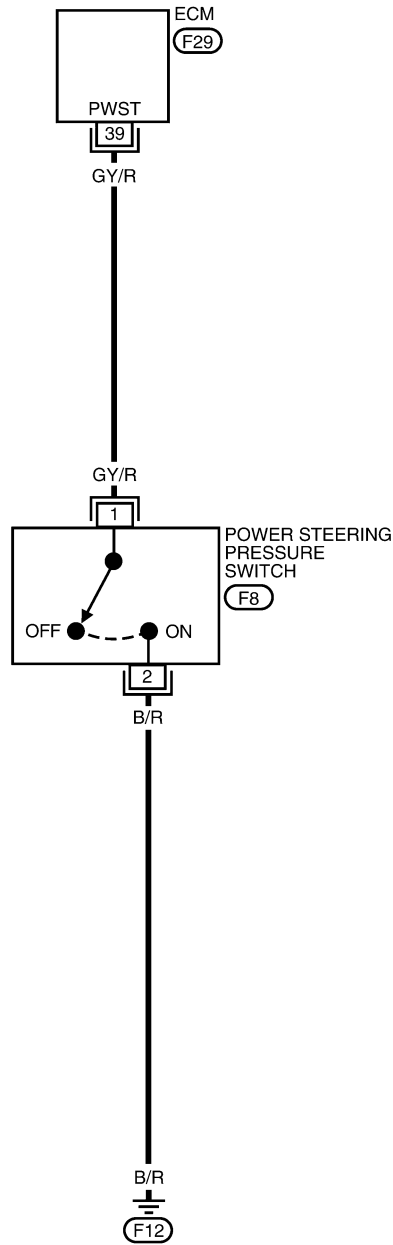 ECM
F29
PWST
39
GY/R
GY/R
1
POWER STEERING
PRESSURE
SWITCH
F8
OFF
ON
2
B/R
B/R
F12